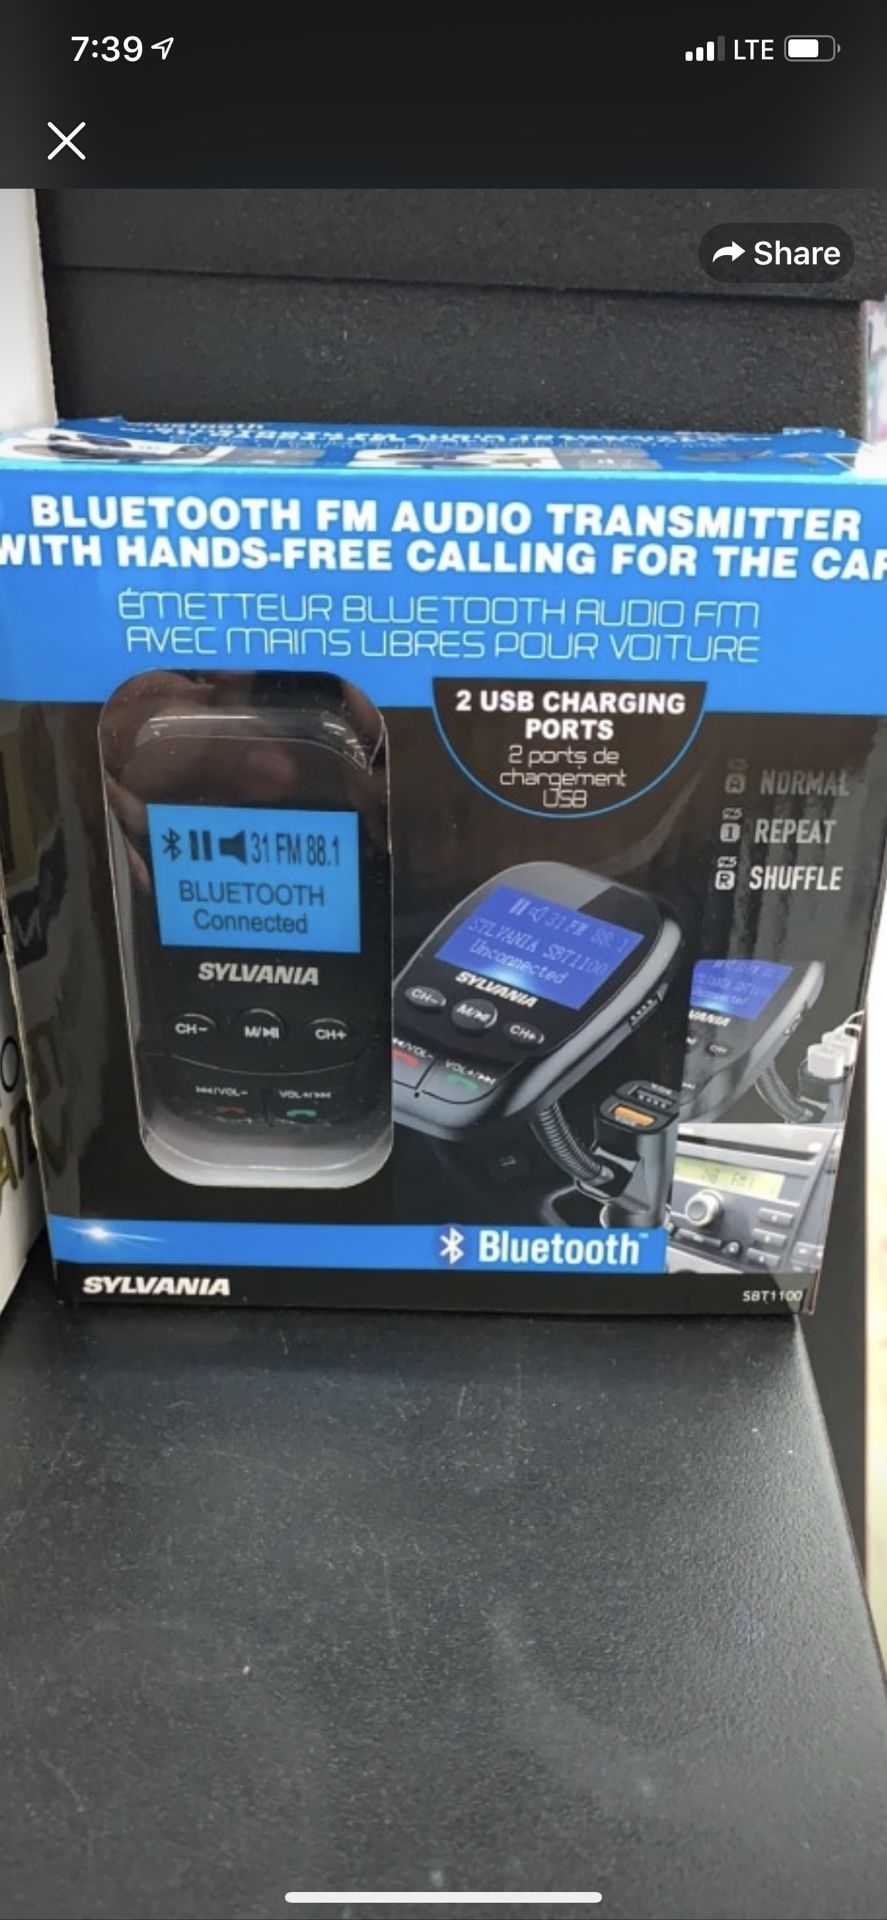 7:39
LTE
Share
BLUETOOTH FM AUDIO TRANSMITTER
WITH HANDS-FREE CALLING FOR THE CAR
ÉMETTEUR BLUETOOTH AUDIO FM
AVEC MAINS LIBRES POUR VOITURE
2 USB CHARGING
PORTS
2 ports de
chargement
USB
NORMAL
REPEAT
SHUFFLE
31 FM 88.1
BLUETOOTH
Connected
SYLVANIA
CH-
M/
CH+
/VOL-
VOL+/
31 FM 88.1
SYLVANIA SBT1100
Unconnected
SYLVANIA
CH-
M/
CH+
/VOL-
VOL+/
Bluetooth™
SYLVANIA
SBT1100